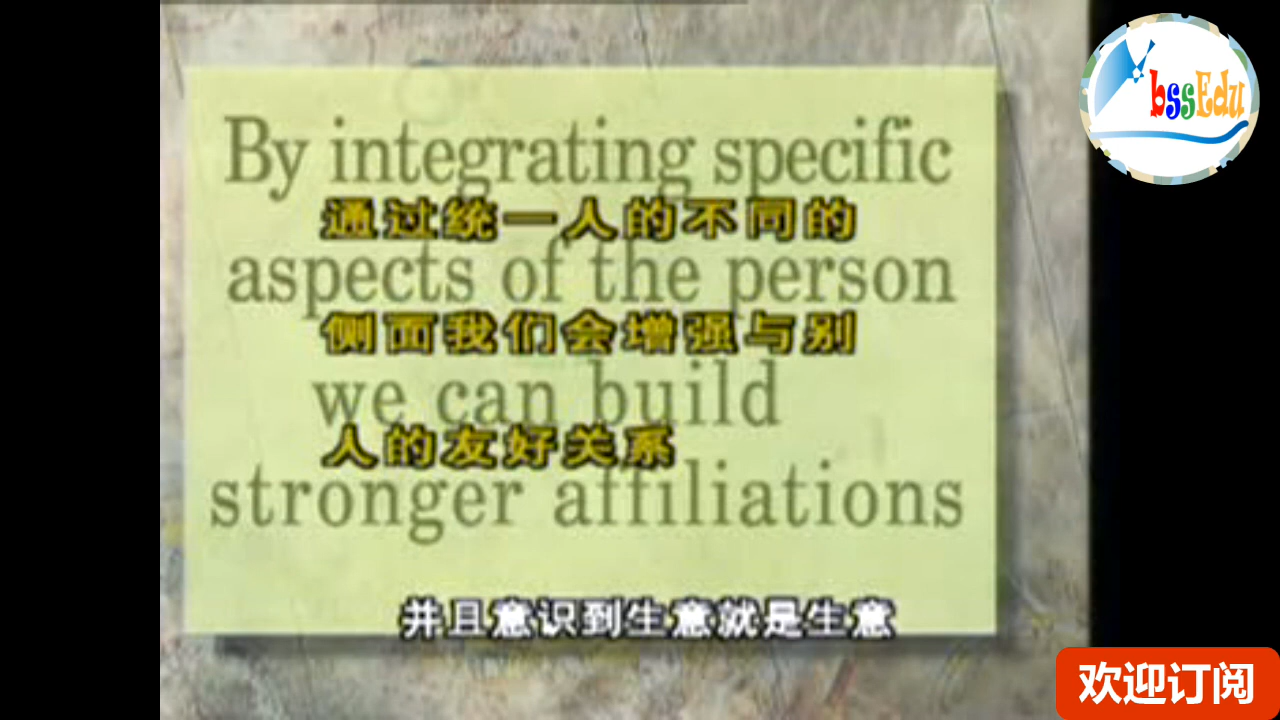 bssEdu
By integrating specific
通过统一人的不同的
aspects of the person
侧面我们会增强与别
we can build
人的友好关系
stronger affiliations
并且意识到生意就是生意
欢迎订阅